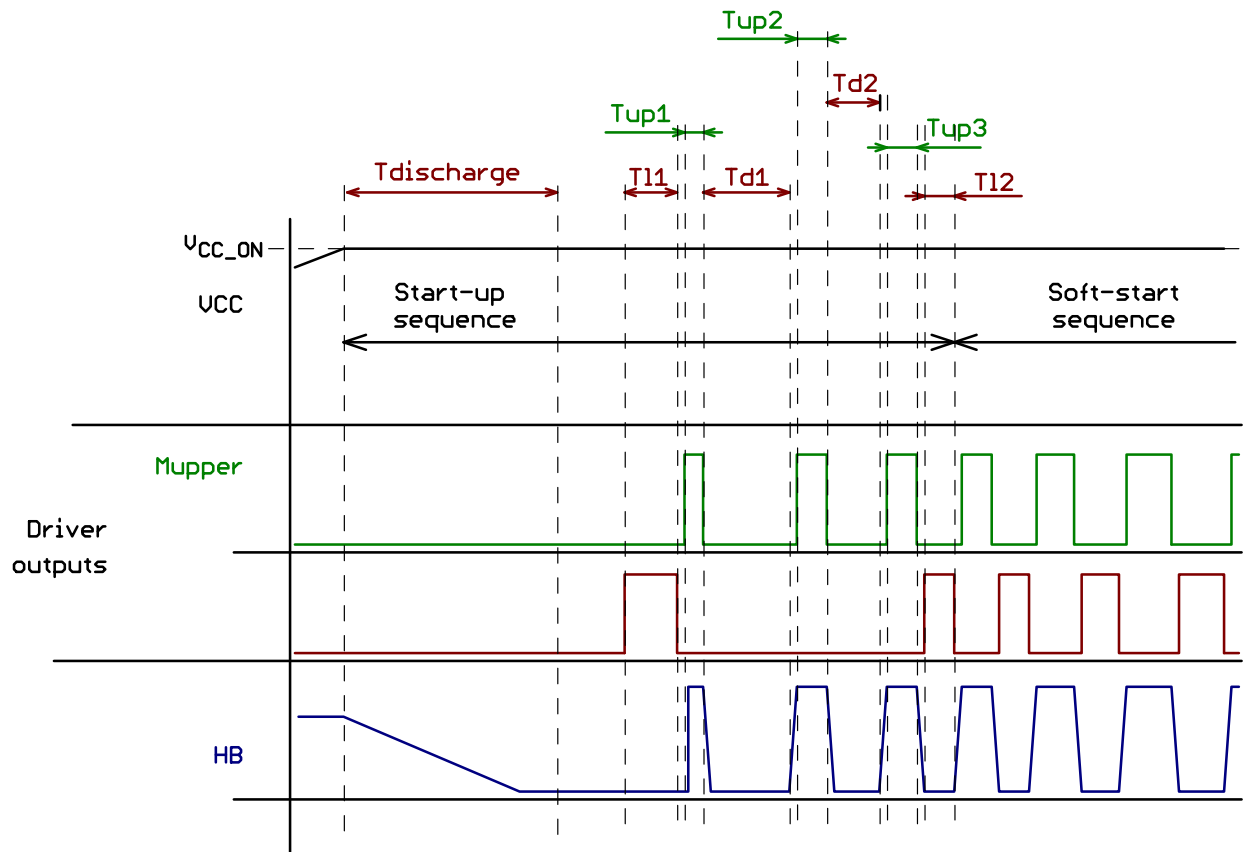 Tup2
Td2
Tup1
Tup3
Tdischarge
Tl1
Td1
Tl2
VCC_ON
Start-up
sequence
Soft-start
sequence
VCC
Mupper
Driver
outputs
HB